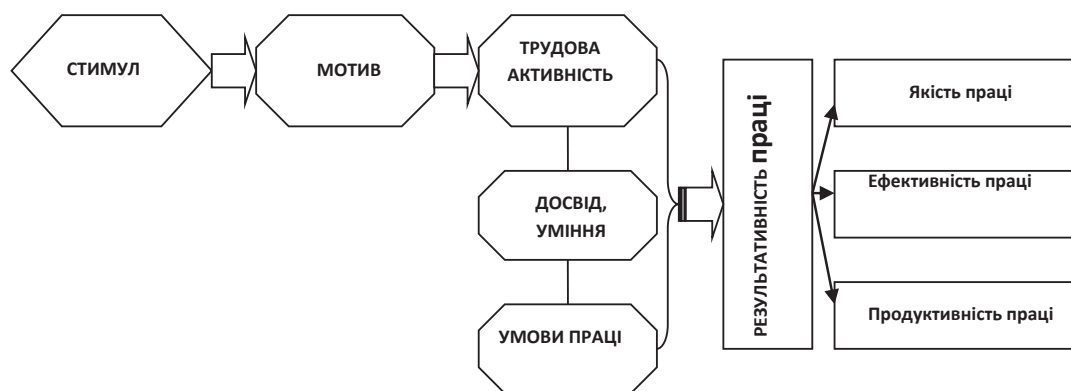 СТИМУЛ
МОТИВ
ТРУДОВА
АКТИВНІСТЬ
ДОСВІД,
УМІННЯ
УМОВИ ПРАЦІ
РЕЗУЛЬТАТИВНІСТЬ праці
Якість праці
Ефективність праці
Продуктивність праці